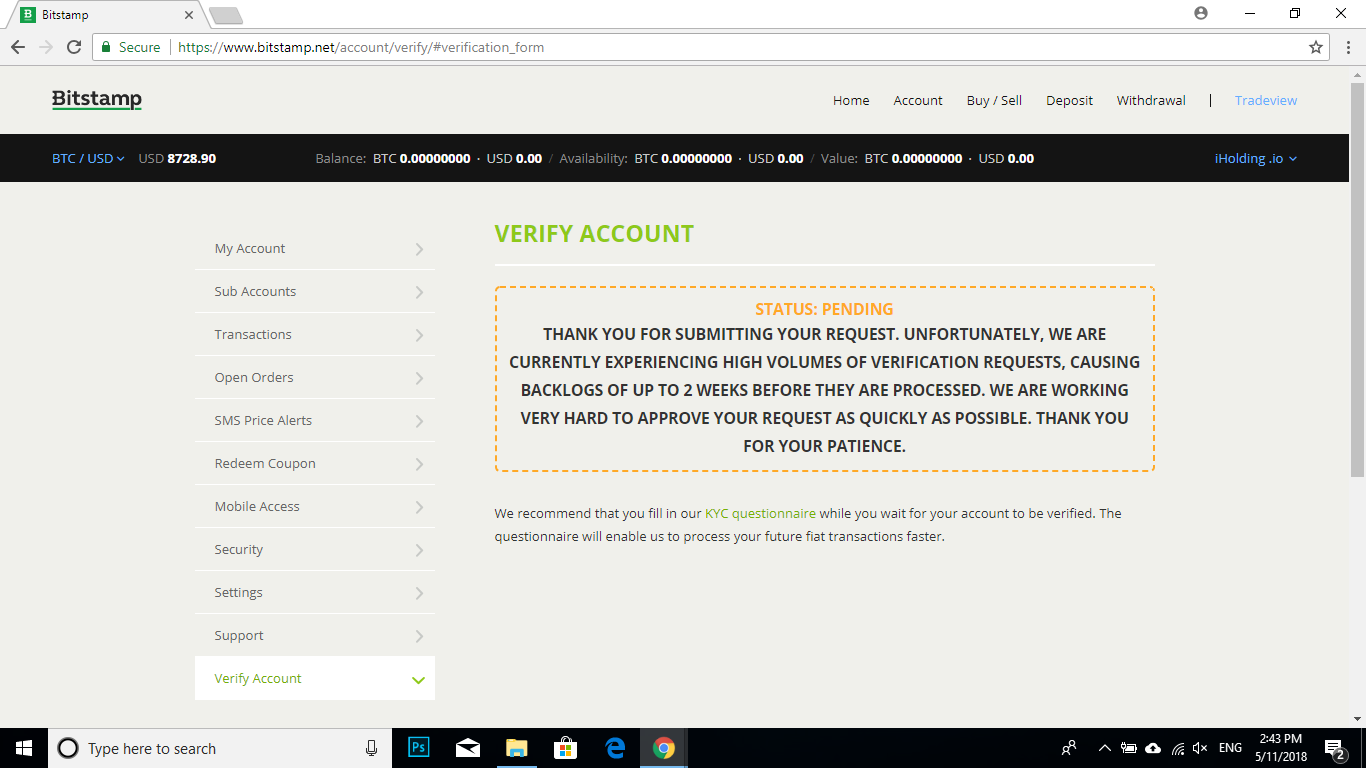 Bitstamp
Secure https://www.bitstamp.net/account/verify/#verification_form
Bitstamp
Home Account Buy / Sell Deposit Withdrawal | Tradeview
BTC / USD USD 8728.90 Balance: BTC 0.00000000 · USD 0.00 / Availability: BTC 0.00000000 · USD 0.00 / Value: BTC 0.00000000 · USD 0.00 iHolding .io
My Account
Sub Accounts
Transactions
Open Orders
SMS Price Alerts
Redeem Coupon
Mobile Access
Security
Settings
Support
Verify Account
VERIFY ACCOUNT
STATUS: PENDING
THANK YOU FOR SUBMITTING YOUR REQUEST. UNFORTUNATELY, WE ARE
CURRENTLY EXPERIENCING HIGH VOLUMES OF VERIFICATION REQUESTS, CAUSING
BACKLOGS OF UP TO 2 WEEKS BEFORE THEY ARE PROCESSED. WE ARE WORKING
VERY HARD TO APPROVE YOUR REQUEST AS QUICKLY AS POSSIBLE. THANK YOU
FOR YOUR PATIENCE.
We recommend that you fill in our KYC questionnaire while you wait for your account to be verified. The
questionnaire will enable us to process your future fiat transactions faster.
Type here to search
Ps
ENG
2:43 PM
5/11/2018
2